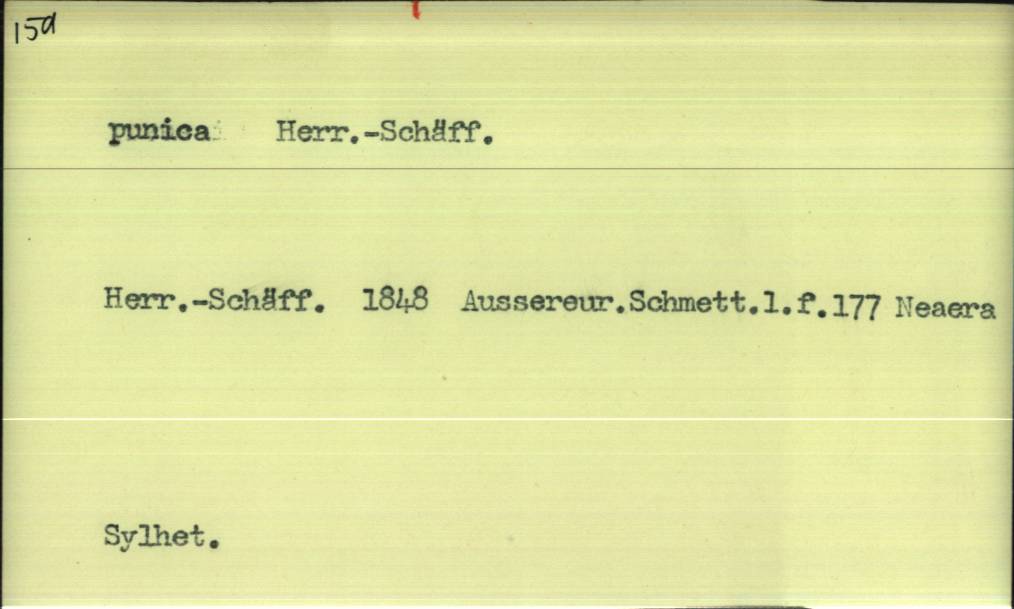 15a
punica Herr.-Schäff.
Herr.-Schäff. 1848 Aussereur.Schmett.l.f.177 Neaera
Sylhet.